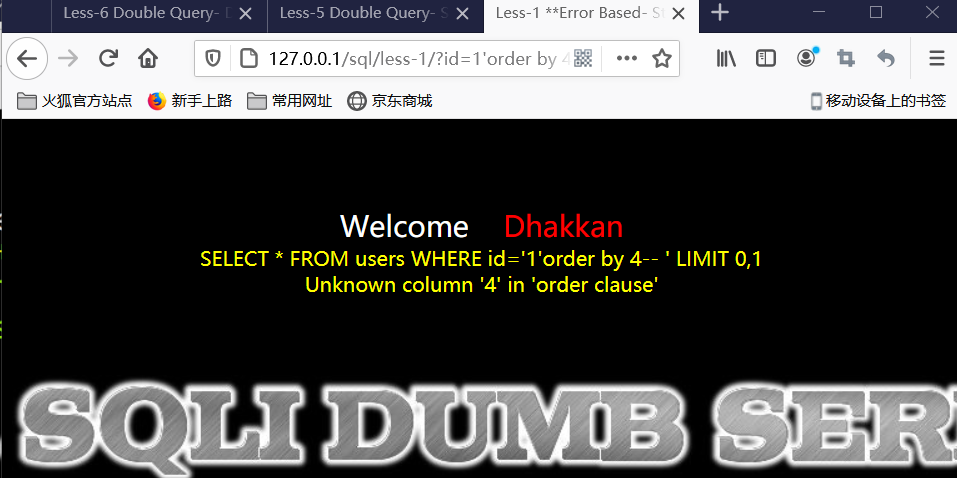 Less-6 Double Query- D
Less-5 Double Query- S
Less-1 **Error Based- St
127.0.0.1/sql/less-1/?id=1'order by 4
火狐官方站点
新手上路
常用网址
京东商城
移动设备上的书签
Welcome Dhakkan
SELECT * FROM users WHERE id='1'order by 4-- ' LIMIT 0,1
Unknown column '4' in 'order clause'
SQLI DUMB SERI